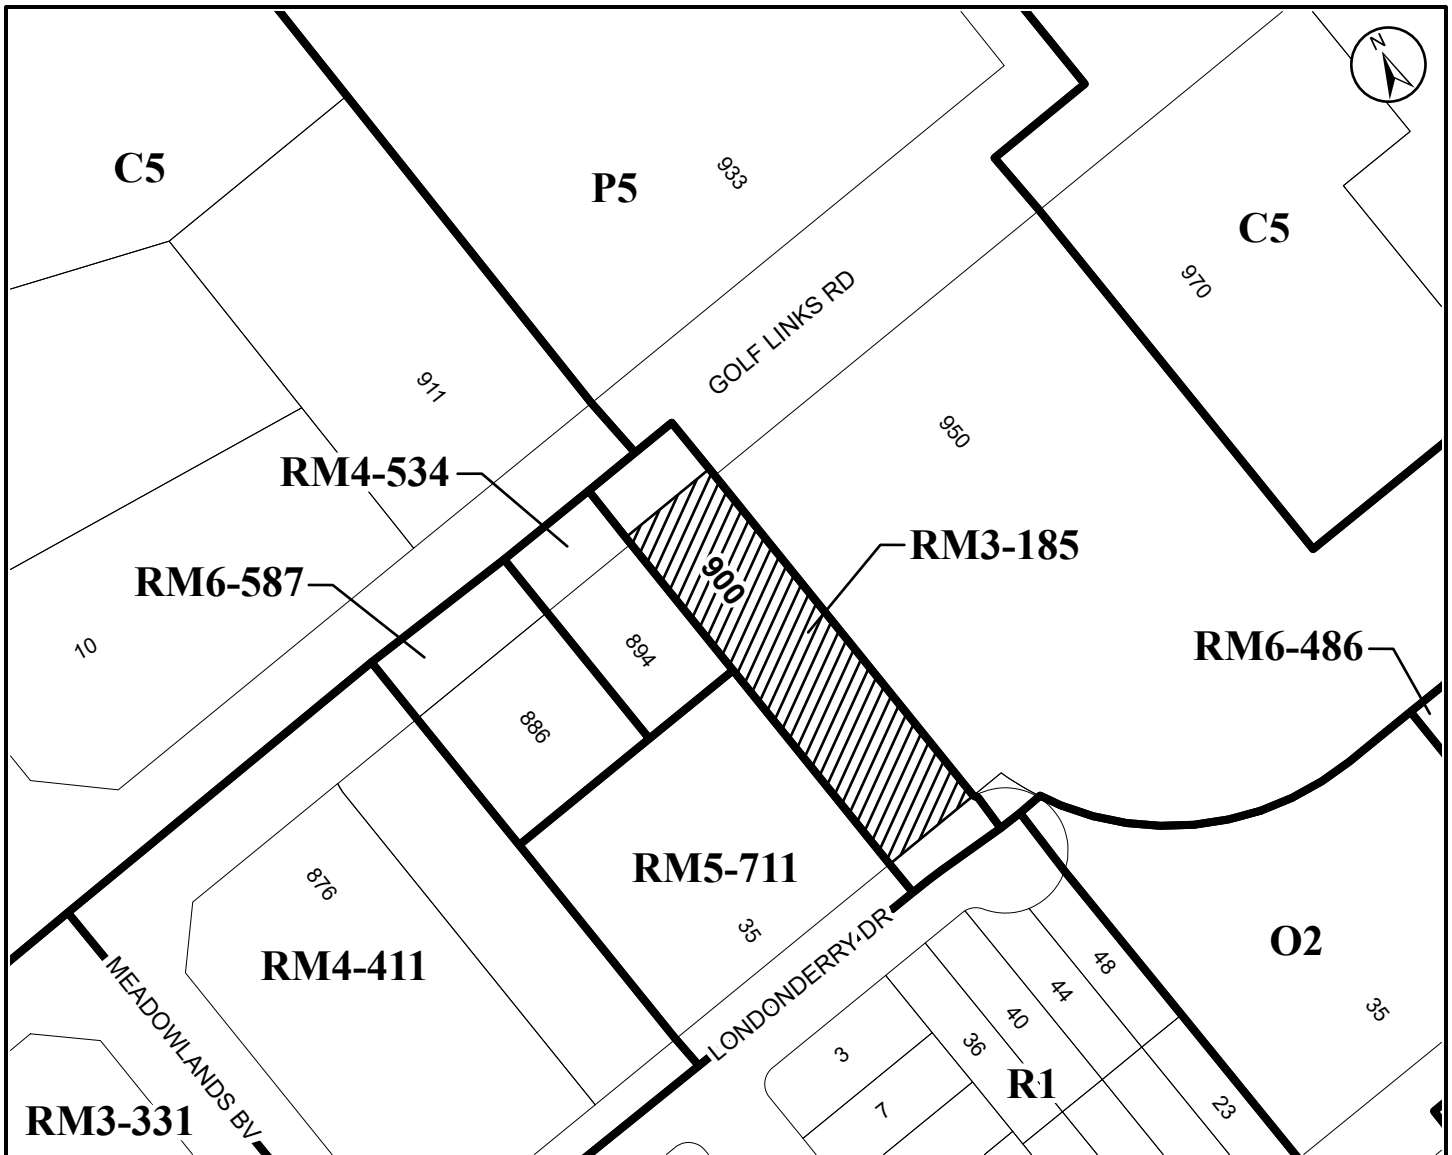 N
C5
933
P5
C5
970
GOLF LINKS RD
911
950
RM4-534
RM3-185
RM6-587
900
10
894
RM6-486
886
RM5-711
876
35
RM4-411
LONDONDERRY DR
O2
48
44
35
40
MEADOWLANDS BV
36
3
R1
7
23
RM3-331